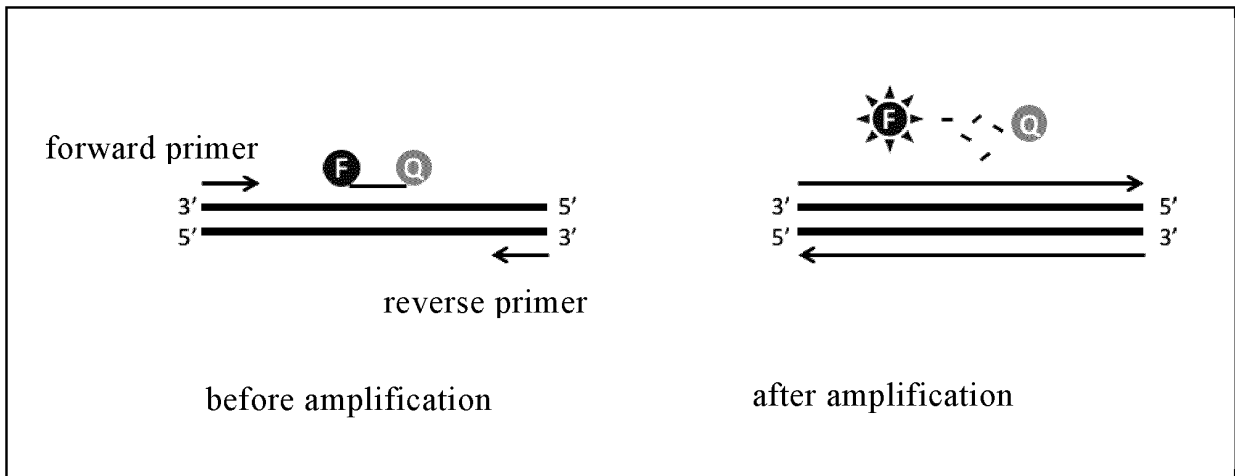 forward primer
F Q
3' 5'
5' 3'
reverse primer
before amplification
F Q
3' 5'
5' 3'
after amplification